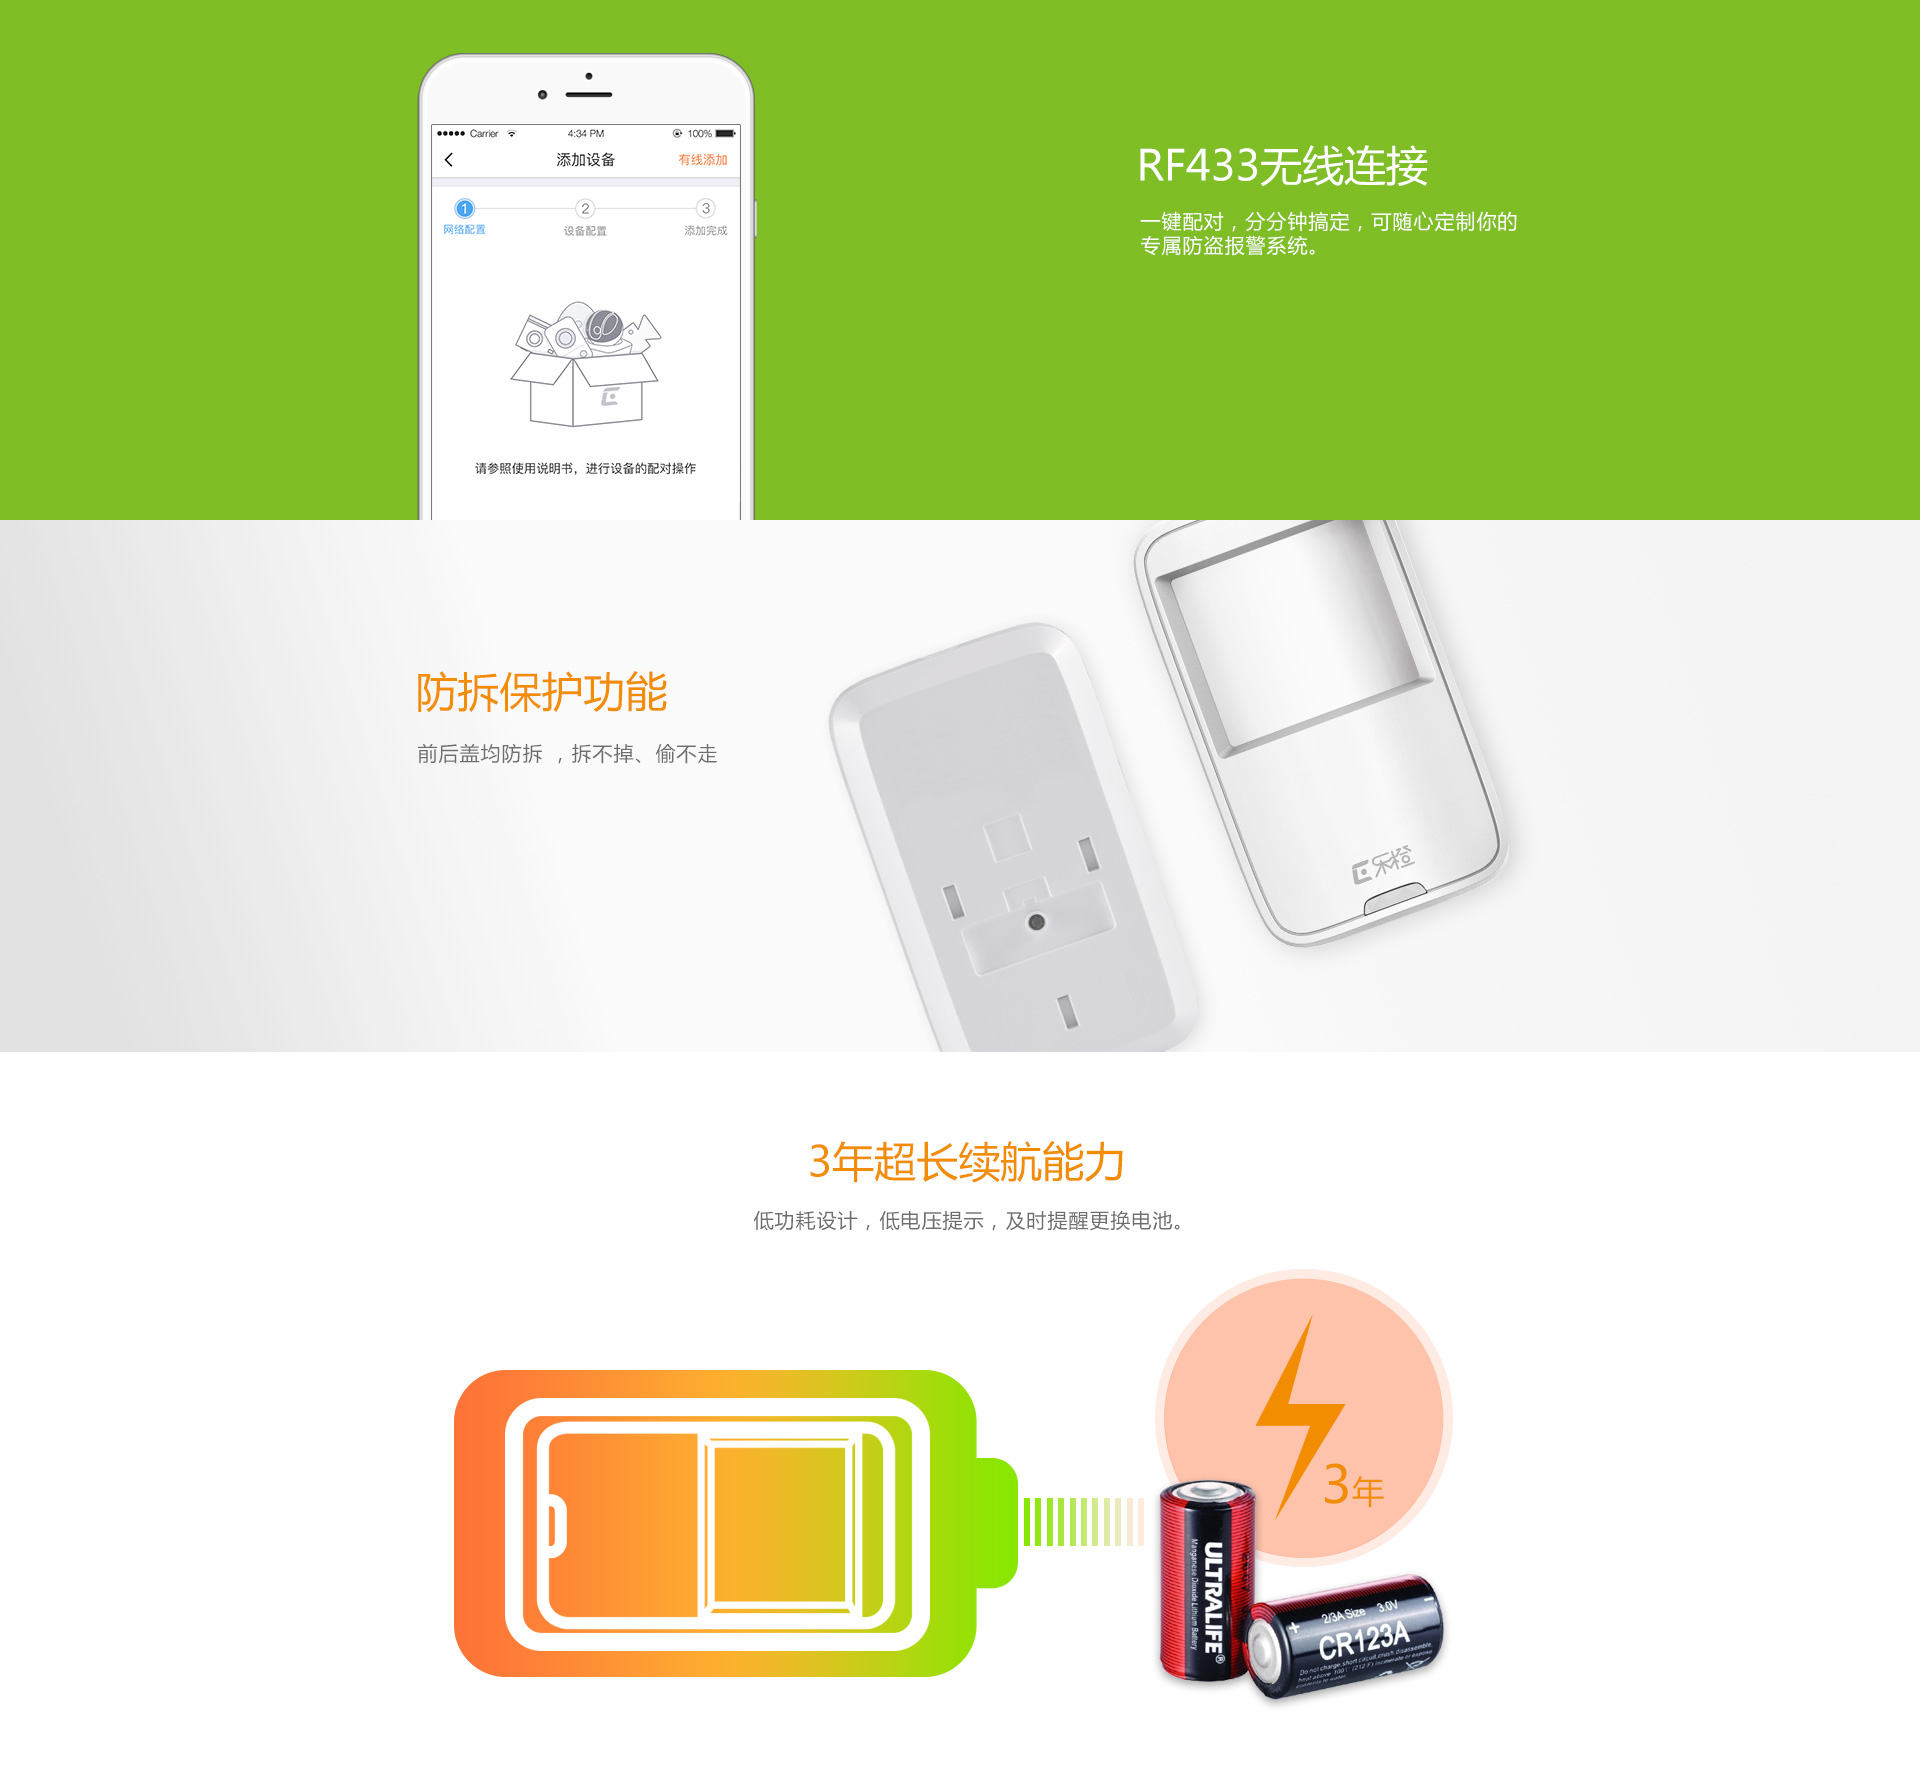 Carrier 4:34 PM 100%
添加设备 有线添加
1 2 3
网络配置 设备配置 添加完成
请参照使用说明书，进行设备的配对操作
RF433无线连接
一键配对，分分钟搞定，可随心定制你的
专属防盗报警系统。
防拆保护功能
前后盖均防拆 ，拆不掉、偷不走
乐橙
3年超长续航能力
低功耗设计，低电压提示，及时提醒更换电池。
3年
ULTRALIFE®
Manganese Dioxide Lithium Battery
2/3A Size 3.0V
+ −
CR123A
Do not charge,short circuit,crush,disassemble,
heat above 100℃ (212 F) incinerate or expose
contents to water.